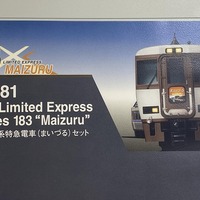 LIMITED EXPRESS
MAIZURU
81
Limited Express
es 183 "Maizuru"
系特急電車(まいづる)セット